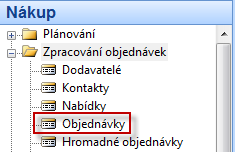 Nákup
Plánování
Zpracování objednávek
Dodavatelé
Kontakty
Nabídky
Objednávky
Hromadné objednávky